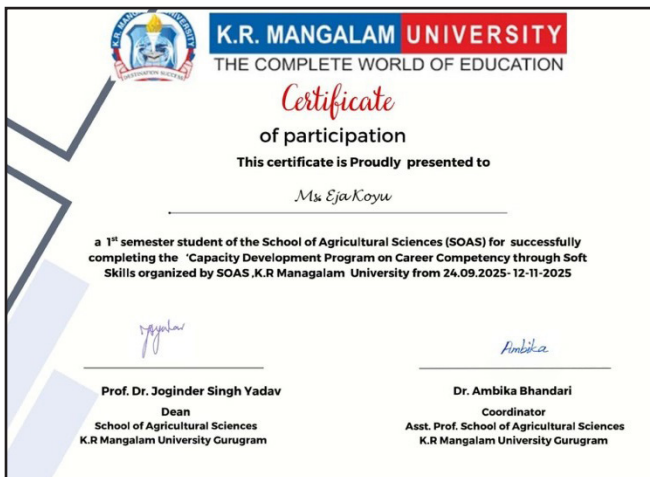 K.R. MANGALAM UNIVERSITY
THE COMPLETE WORLD OF EDUCATION
K.R. MANGALAM UNIVERSITY
DESTINATION SUCCESS
Certificate
of participation
This certificate is Proudly presented to
Ms. Eja Koyu
a 1st semester student of the School of Agricultural Sciences (SOAS) for successfully
completing the 'Capacity Development Program on Career Competency through Soft
Skills organized by SOAS ,K.R Managalam University from 24.09.2025- 12-11-2025
Ambika
Prof. Dr. Joginder Singh Yadav
Dean
School of Agricultural Sciences
K.R Mangalam University Gurugram
Dr. Ambika Bhandari
Coordinator
Asst. Prof. School of Agricultural Sciences
K.R Mangalam University Gurugram